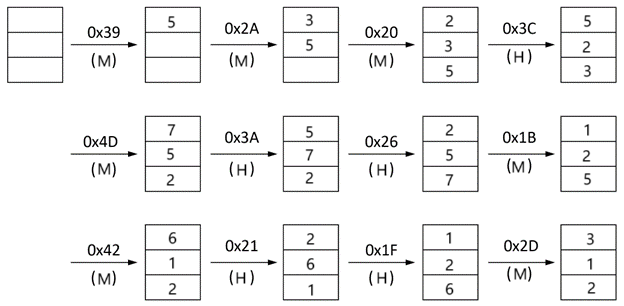 0x39 (M) 5 0x2A (M) 3 5 0x20 (M) 2 3 5 0x3C (H) 5 2 3
0x4D (M) 7 5 2 0x3A (H) 5 7 2 0x26 (H) 2 5 7 0x1B (M) 1 2 5
0x42 (M) 6 1 2 0x21 (H) 2 6 1 0x1F (H) 1 2 6 0x2D (M) 3 1 2